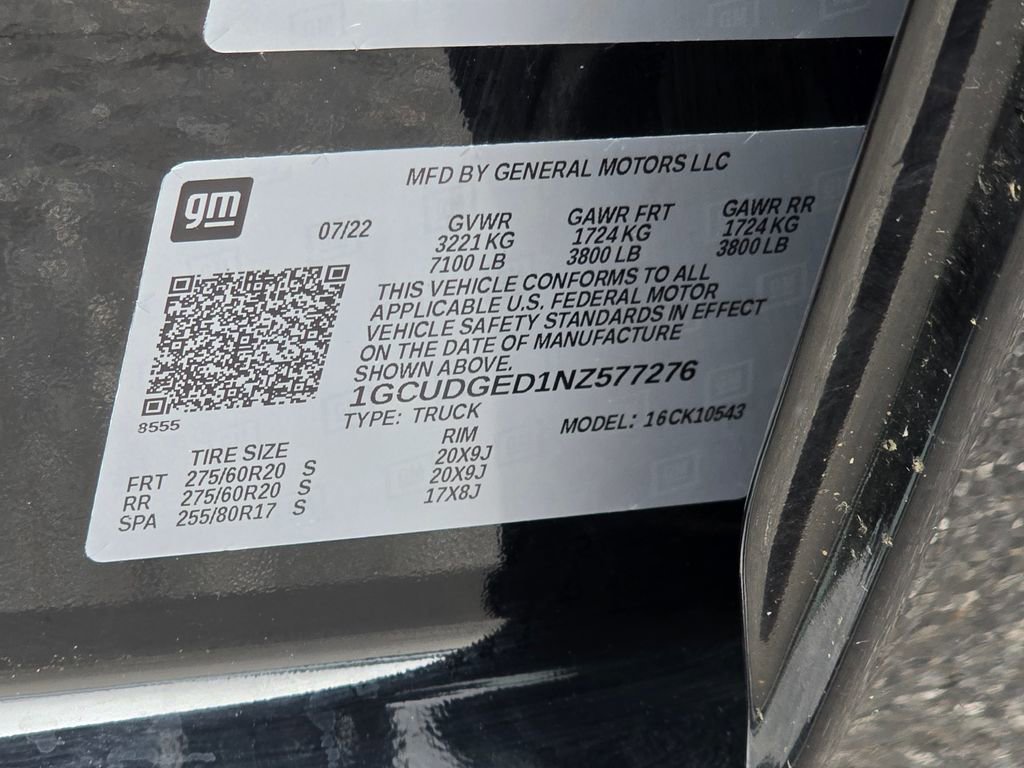 MFD BY GENERAL MOTORS LLC
gm
07/22
GVWR
3221 KG
7100 LB
GAWR FRT
1724 KG
3800 LB
GAWR RR
1724 KG
3800 LB
THIS VEHICLE CONFORMS TO ALL
APPLICABLE U.S. FEDERAL MOTOR
VEHICLE SAFETY STANDARDS IN EFFECT
ON THE DATE OF MANUFACTURE
SHOWN ABOVE.
1GCUDGED1NZ577276
TYPE: TRUCK MODEL: 16CK10543
8555
TIRE SIZE RIM
FRT 275/60R20 S 20X9J
RR 275/60R20 S 20X9J
SPA 255/80R17 S 17X8J